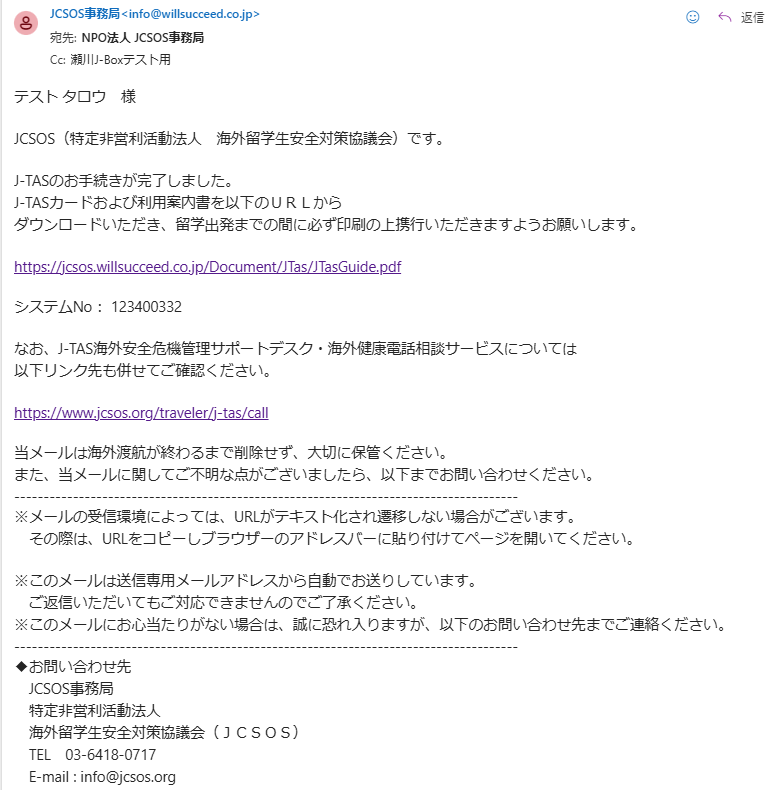 JCSOS事務局<info@willsucceed.co.jp>
返信
宛先: NPO法人 JCSOS事務局
Cc: 瀬川J-Boxテスト用
テスト タロウ　様
JCSOS（特定非営利活動法人　海外留学生安全対策協議会）です。
J-TASのお手続きが完了しました。
J-TASカードおよび利用案内書を以下のＵＲＬから
ダウンロードいただき、留学出発までの間に必ず印刷の上携行いただきますようお願いします。
https://jcsos.willsucceed.co.jp/Document/JTas/JTasGuide.pdf
システムNo： 123400332
なお、J-TAS海外安全危機管理サポートデスク・海外健康電話相談サービスについては
以下リンク先も併せてご確認ください。
https://www.jcsos.org/traveler/j-tas/call
当メールは海外渡航が終わるまで削除せず、大切に保管ください。
また、当メールに関してご不明な点がございましたら、以下までお問い合わせください。
--------------------------------------------------------------------------------------
※メールの受信環境によっては、URLがテキスト化され遷移しない場合がございます。
　その際は、URLをコピーしブラウザーのアドレスバーに貼り付けてページを開いてください。
※このメールは送信専用メールアドレスから自動でお送りしています。
　ご返信いただいてもご対応できませんのでご了承ください。
※このメールにお心当たりがない場合は、誠に恐れ入りますが、以下のお問い合わせ先までご連絡ください。
--------------------------------------------------------------------------------------
◆お問い合わせ先
　JCSOS事務局
　特定非営利活動法人
　海外留学生安全対策協議会（ＪＣＳＯＳ）
　TEL　03-6418-0717
　E-mail : info@jcsos.org